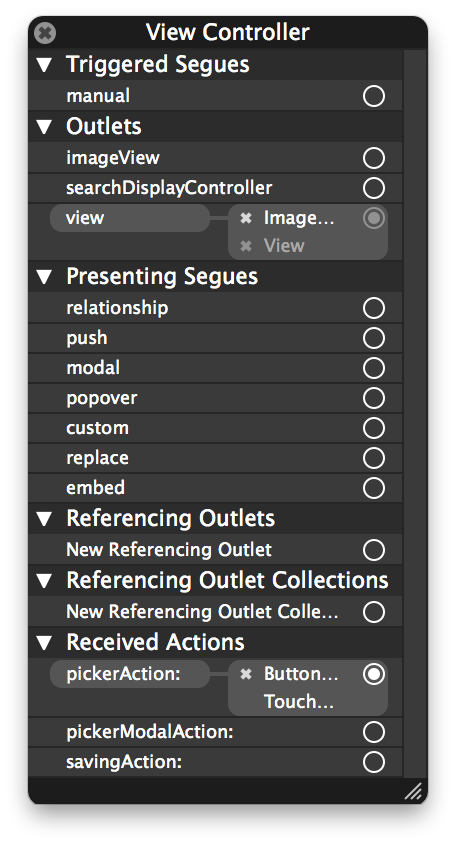 View Controller
Triggered Segues
manual
Outlets
imageView
searchDisplayController
view Image...
View
Presenting Segues
relationship
push
modal
popover
custom
replace
embed
Referencing Outlets
New Referencing Outlet
Referencing Outlet Collections
New Referencing Outlet Colle...
Received Actions
pickerAction: Button...
Touch...
pickerModalAction:
savingAction: